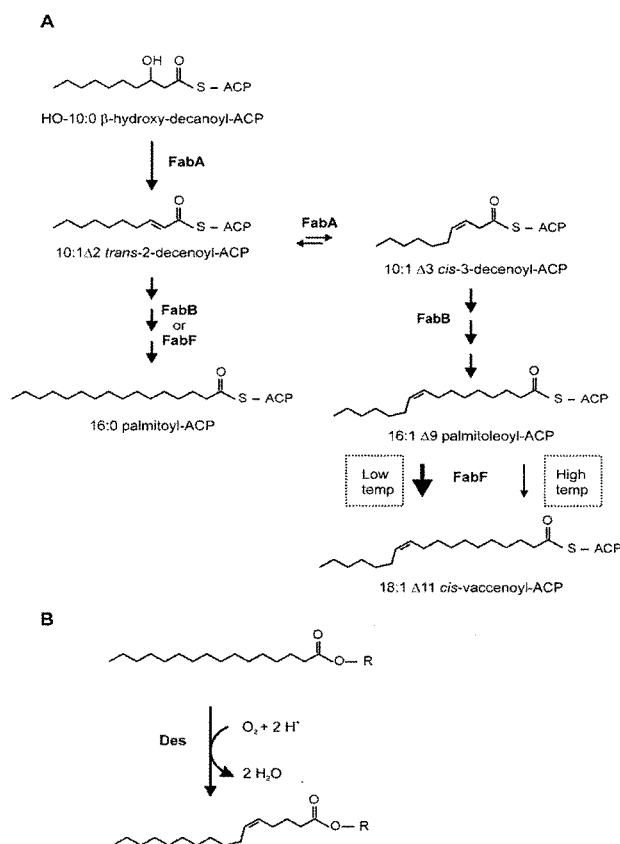 A
OH O
S – ACP
HO-10:0 β-hydroxy-decanoyl-ACP
FabA
O
S – ACP
10:1Δ2 trans-2-decenoyl-ACP
FabA
O
S – ACP
10:1 Δ3 cis-3-decenoyl-ACP
FabB
or
FabF
FabB
O
S – ACP
16:0 palmitoyl-ACP
O
S – ACP
16:1 Δ9 palmitoleoyl-ACP
Low
temp
FabF
High
temp
O
S – ACP
18:1 Δ11 cis-vaccenoyl-ACP
B
O
O – R
Des
O₂ + 2 H⁺
2 H₂O
O
O – R